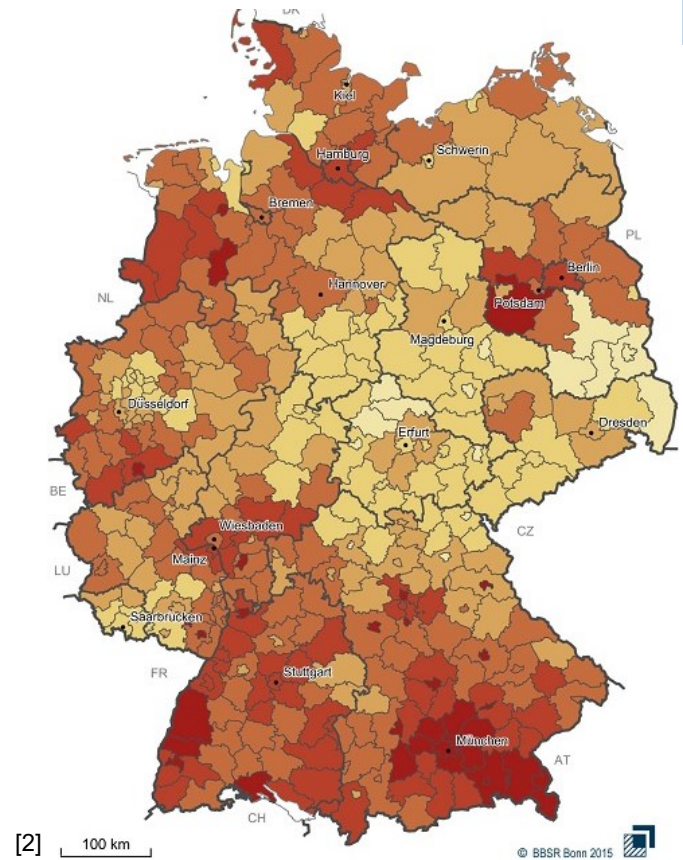 DK
Kiel
Schwerin
Hamburg
Bremen
PL
Berlin
Hannover
Potsdam
NL
Magdeburg
Düsseldorf
Erfurt
Dresden
BE
Wiesbaden
CZ
Mainz
LU
Saarbrücken
FR
Stuttgart
München
AT
CH
[2] 100 km
© BBSR Bonn 2015